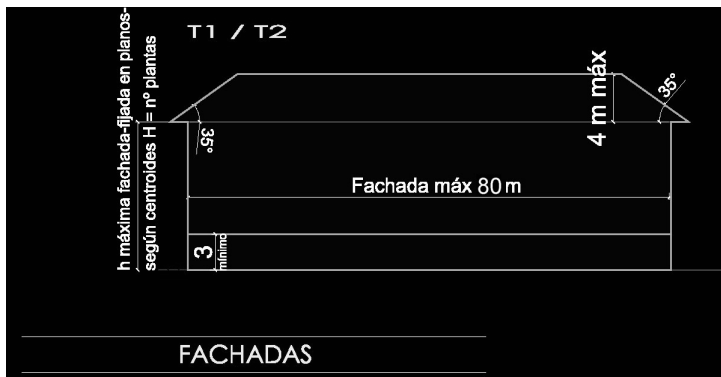 T1 / T2
h máxima fachada-fijada en planos-
según centroides H = nº plantas
35°
4 m máx
35°
Fachada máx 80 m
3
mínimo
FACHADAS